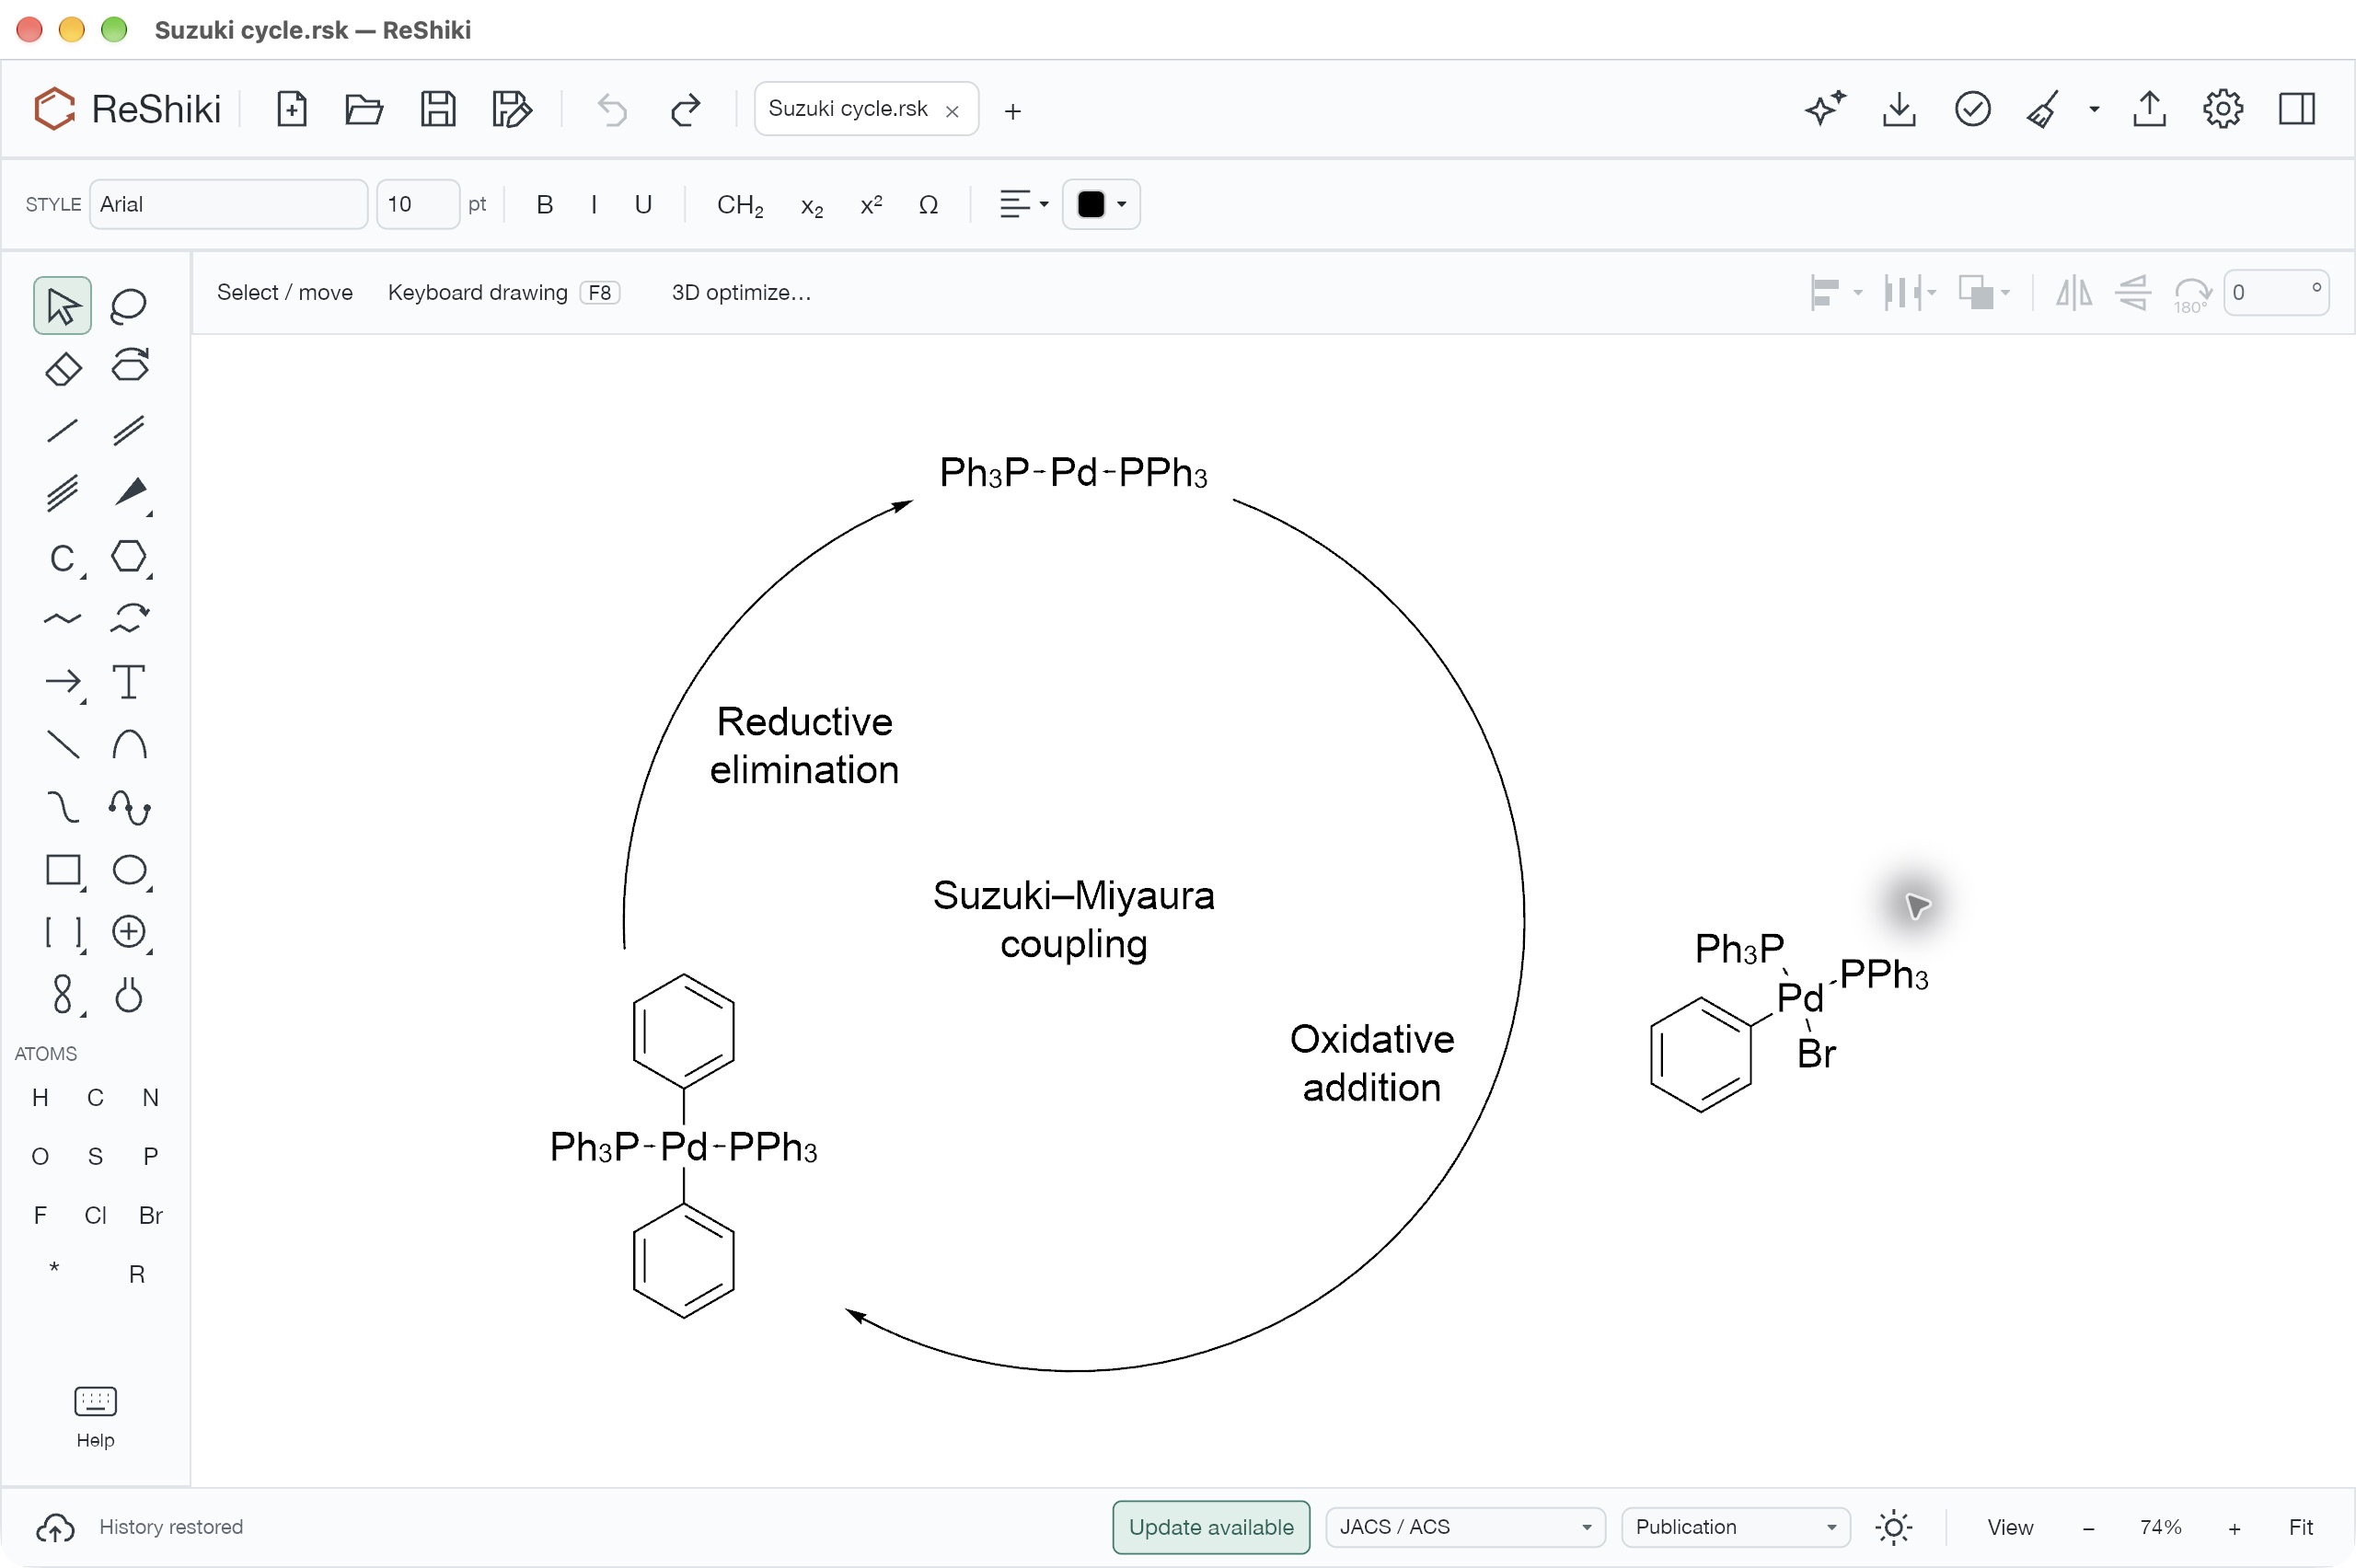 Suzuki cycle.rsk — ReShiki
ReShiki
Suzuki cycle.rsk × +
STYLE Arial 10 pt B I U CH₂ x₂ x² Ω
Select / move Keyboard drawing F8 3D optimize...
180° 0 °
C
T
[ ]
ATOMS
H C N
O S P
F Cl Br
* R
Help
Ph₃P-Pd-PPh₃
Reductive
elimination
Suzuki–Miyaura
coupling
Oxidative
addition
Ph₃P
PPh₃
Pd
Br
Ph₃P-Pd-PPh₃
History restored
Update available
JACS / ACS
Publication
View – 74% + Fit